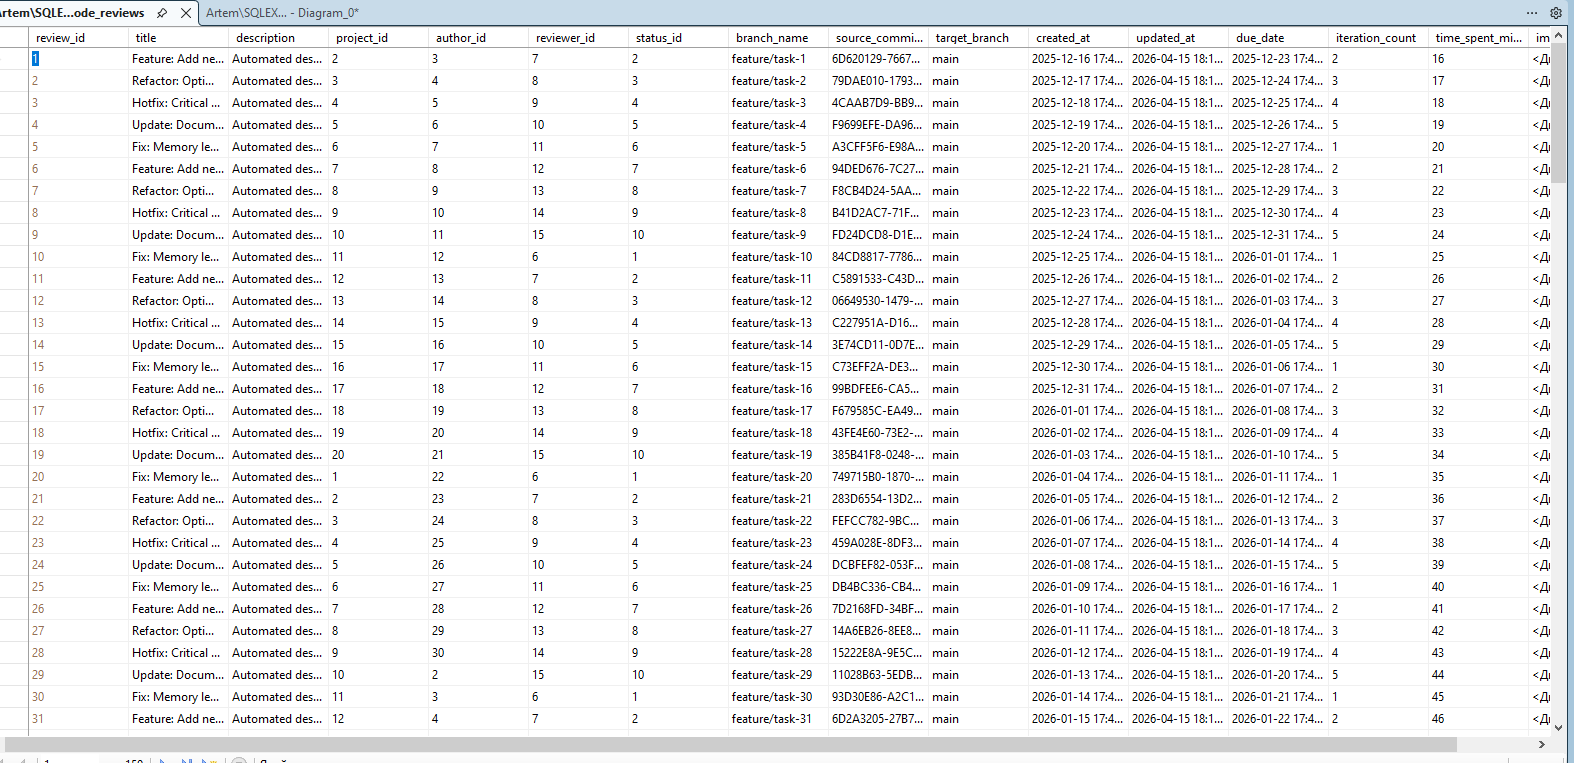 Artem\SQLE...ode_reviews Artem\SQLEX... - Diagram_0*
review_id title description project_id author_id reviewer_id status_id branch_name source_commi... target_branch created_at updated_at due_date iteration_count time_spent_mi... im
1 Feature: Add ne... Automated des... 2 3 7 2 feature/task-1 6D620129-7667... main 2025-12-16 17:4... 2026-04-15 18:1... 2025-12-23 17:4... 2 16 <Д
2 Refactor: Opti... Automated des... 3 4 8 3 feature/task-2 79DAE010-1793... main 2025-12-17 17:4... 2026-04-15 18:1... 2025-12-24 17:4... 3 17 <Д
3 Hotfix: Critical ... Automated des... 4 5 9 4 feature/task-3 4CAAB7D9-BB9... main 2025-12-18 17:4... 2026-04-15 18:1... 2025-12-25 17:4... 4 18 <Д
4 Update: Docum... Automated des... 5 6 10 5 feature/task-4 F9699EFE-DA96... main 2025-12-19 17:4... 2026-04-15 18:1... 2025-12-26 17:4... 5 19 <Д
5 Fix: Memory le... Automated des... 6 7 11 6 feature/task-5 A3CFF5F6-E98A... main 2025-12-20 17:4... 2026-04-15 18:1... 2025-12-27 17:4... 1 20 <Д
6 Feature: Add ne... Automated des... 7 8 12 7 feature/task-6 94DED676-7C27... main 2025-12-21 17:4... 2026-04-15 18:1... 2025-12-28 17:4... 2 21 <Д
7 Refactor: Opti... Automated des... 8 9 13 8 feature/task-7 F8CB4D24-5AA... main 2025-12-22 17:4... 2026-04-15 18:1... 2025-12-29 17:4... 3 22 <Д
8 Hotfix: Critical ... Automated des... 9 10 14 9 feature/task-8 B41D2AC7-71F... main 2025-12-23 17:4... 2026-04-15 18:1... 2025-12-30 17:4... 4 23 <Д
9 Update: Docum... Automated des... 10 11 15 10 feature/task-9 FD24DCD8-D1E... main 2025-12-24 17:4... 2026-04-15 18:1... 2025-12-31 17:4... 5 24 <Д
10 Fix: Memory le... Automated des... 11 12 6 1 feature/task-10 84CD8817-7786... main 2025-12-25 17:4... 2026-04-15 18:1... 2026-01-01 17:4... 1 25 <Д
11 Feature: Add ne... Automated des... 12 13 7 2 feature/task-11 C5891533-C43D... main 2025-12-26 17:4... 2026-04-15 18:1... 2026-01-02 17:4... 2 26 <Д
12 Refactor: Opti... Automated des... 13 14 8 3 feature/task-12 06649530-1479-... main 2025-12-27 17:4... 2026-04-15 18:1... 2026-01-03 17:4... 3 27 <Д
13 Hotfix: Critical ... Automated des... 14 15 9 4 feature/task-13 C227951A-D16... main 2025-12-28 17:4... 2026-04-15 18:1... 2026-01-04 17:4... 4 28 <Д
14 Update: Docum... Automated des... 15 16 10 5 feature/task-14 3E74CD11-0D7E... main 2025-12-29 17:4... 2026-04-15 18:1... 2026-01-05 17:4... 5 29 <Д
15 Fix: Memory le... Automated des... 16 17 11 6 feature/task-15 C73EFF2A-DE3... main 2025-12-30 17:4... 2026-04-15 18:1... 2026-01-06 17:4... 1 30 <Д
16 Feature: Add ne... Automated des... 17 18 12 7 feature/task-16 99BDFEE6-CA5... main 2025-12-31 17:4... 2026-04-15 18:1... 2026-01-07 17:4... 2 31 <Д
17 Refactor: Opti... Automated des... 18 19 13 8 feature/task-17 F679585C-EA49... main 2026-01-01 17:4... 2026-04-15 18:1... 2026-01-08 17:4... 3 32 <Д
18 Hotfix: Critical ... Automated des... 19 20 14 9 feature/task-18 43FE4E60-73E2-... main 2026-01-02 17:4... 2026-04-15 18:1... 2026-01-09 17:4... 4 33 <Д
19 Update: Docum... Automated des... 20 21 15 10 feature/task-19 385B41F8-0248-... main 2026-01-03 17:4... 2026-04-15 18:1... 2026-01-10 17:4... 5 34 <Д
20 Fix: Memory le... Automated des... 1 22 6 1 feature/task-20 749715B0-1870-... main 2026-01-04 17:4... 2026-04-15 18:1... 2026-01-11 17:4... 1 35 <Д
21 Feature: Add ne... Automated des... 2 23 7 2 feature/task-21 283D6554-13D2... main 2026-01-05 17:4... 2026-04-15 18:1... 2026-01-12 17:4... 2 36 <Д
22 Refactor: Opti... Automated des... 3 24 8 3 feature/task-22 FEFCC782-9BC... main 2026-01-06 17:4... 2026-04-15 18:1... 2026-01-13 17:4... 3 37 <Д
23 Hotfix: Critical ... Automated des... 4 25 9 4 feature/task-23 459A028E-8DF3... main 2026-01-07 17:4... 2026-04-15 18:1... 2026-01-14 17:4... 4 38 <Д
24 Update: Docum... Automated des... 5 26 10 5 feature/task-24 DCBFEF82-053F... main 2026-01-08 17:4... 2026-04-15 18:1... 2026-01-15 17:4... 5 39 <Д
25 Fix: Memory le... Automated des... 6 27 11 6 feature/task-25 DB4BC336-CB4... main 2026-01-09 17:4... 2026-04-15 18:1... 2026-01-16 17:4... 1 40 <Д
26 Feature: Add ne... Automated des... 7 28 12 7 feature/task-26 7D2168FD-34BF... main 2026-01-10 17:4... 2026-04-15 18:1... 2026-01-17 17:4... 2 41 <Д
27 Refactor: Opti... Automated des... 8 29 13 8 feature/task-27 14A6EB26-8EE8... main 2026-01-11 17:4... 2026-04-15 18:1... 2026-01-18 17:4... 3 42 <Д
28 Hotfix: Critical ... Automated des... 9 30 14 9 feature/task-28 15222E8A-9E5C... main 2026-01-12 17:4... 2026-04-15 18:1... 2026-01-19 17:4... 4 43 <Д
29 Update: Docum... Automated des... 10 2 15 10 feature/task-29 11028B63-5EDB... main 2026-01-13 17:4... 2026-04-15 18:1... 2026-01-20 17:4... 5 44 <Д
30 Fix: Memory le... Automated des... 11 3 6 1 feature/task-30 93D30E86-A2C1... main 2026-01-14 17:4... 2026-04-15 18:1... 2026-01-21 17:4... 1 45 <Д
31 Feature: Add ne... Automated des... 12 4 7 2 feature/task-31 6D2A3205-27B7... main 2026-01-15 17:4... 2026-04-15 18:1... 2026-01-22 17:4... 2 46 <Д